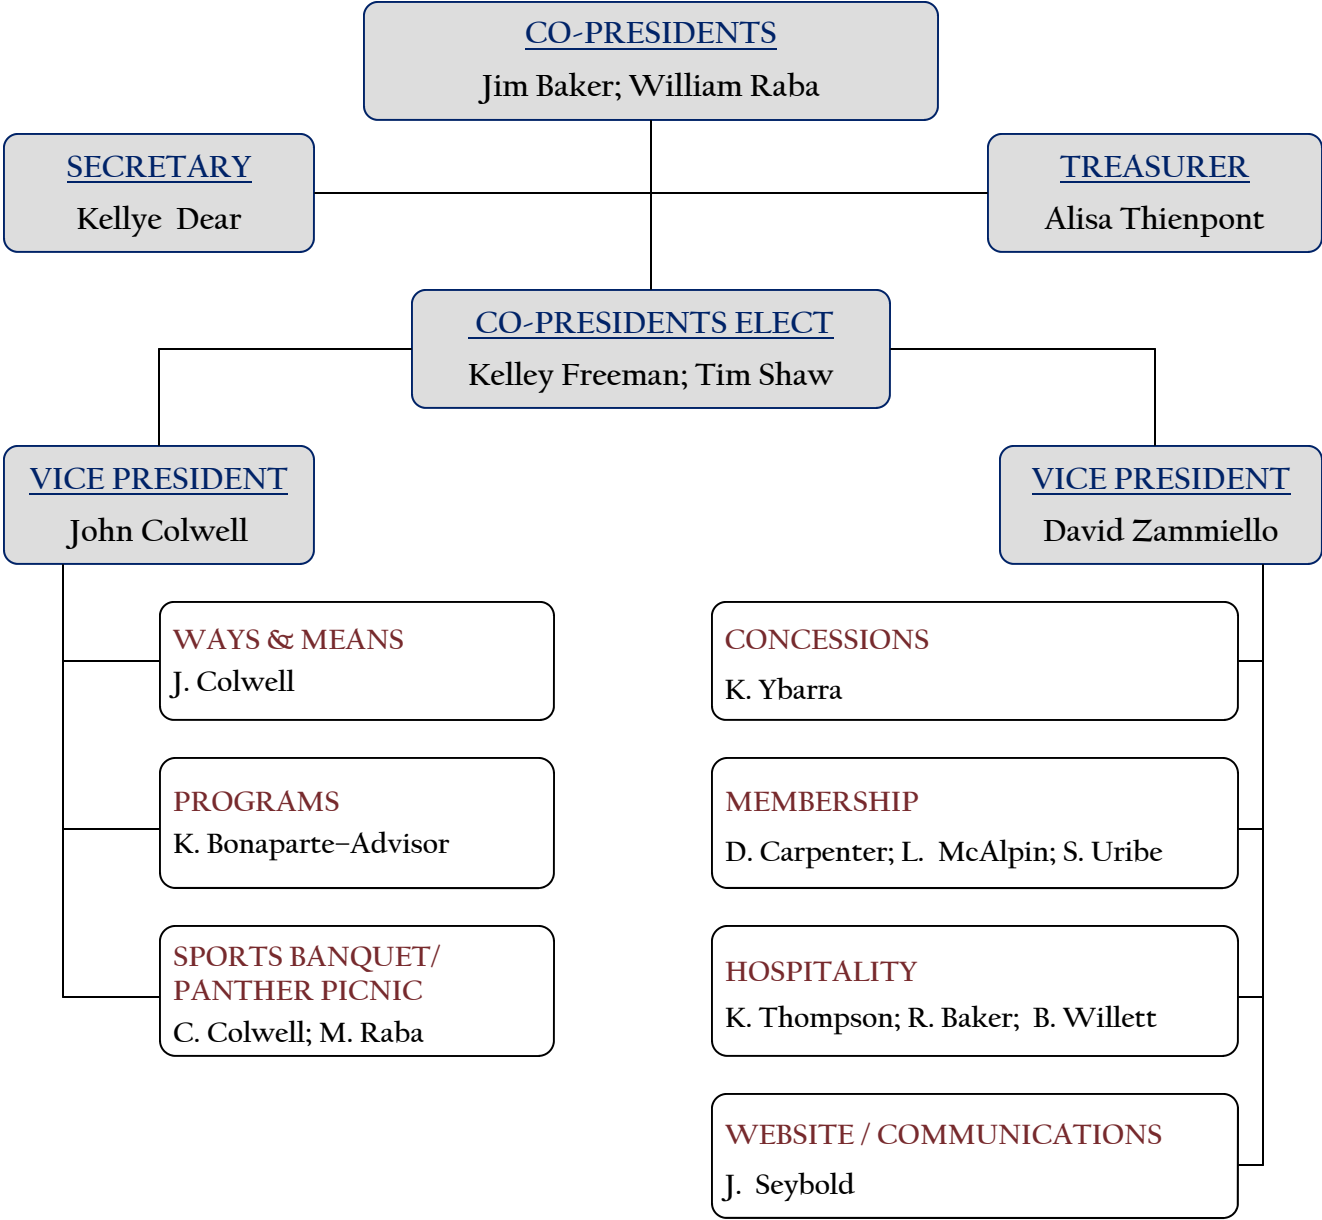 CO-PRESIDENTS
Jim Baker; William Raba
SECRETARY
Kellye Dear
TREASURER
Alisa Thienpont
CO-PRESIDENTS ELECT
Kelley Freeman; Tim Shaw
VICE PRESIDENT
John Colwell
VICE PRESIDENT
David Zammiello
WAYS & MEANS
J. Colwell
PROGRAMS
K. Bonaparte–Advisor
SPORTS BANQUET/
PANTHER PICNIC
C. Colwell; M. Raba
CONCESSIONS
K. Ybarra
MEMBERSHIP
D. Carpenter; L. McAlpin; S. Uribe
HOSPITALITY
K. Thompson; R. Baker; B. Willett
WEBSITE / COMMUNICATIONS
J. Seybold